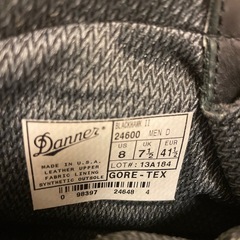 Danner
MADE IN U.S.A.
LEATHER UPPER
FABRIC LINING
SYNTHETIC OUTSOLE
BLACKHAWK II
24600 MEN D
US UK EUR
8 7½ 41½
LOT#: 13A184
GORE-TEX
0 98397 24648 4